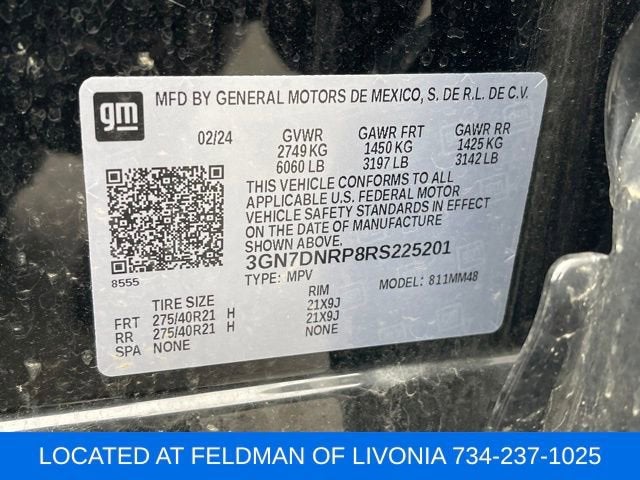 gm
MFD BY GENERAL MOTORS DE MEXICO, S. DE R.L. DE C.V.
02/24 GVWR GAWR FRT GAWR RR
2749 KG 1450 KG 1425 KG
6060 LB 3197 LB 3142 LB
THIS VEHICLE CONFORMS TO ALL
APPLICABLE U.S. FEDERAL MOTOR
VEHICLE SAFETY STANDARDS IN EFFECT
ON THE DATE OF MANUFACTURE
SHOWN ABOVE.
3GN7DNRP8RS225201
8555 TYPE: MPV MODEL: 811MM48
TIRE SIZE RIM
FRT 275/40R21 H 21X9J
RR 275/40R21 H 21X9J
SPA NONE NONE
LOCATED AT FELDMAN OF LIVONIA 734-237-1025